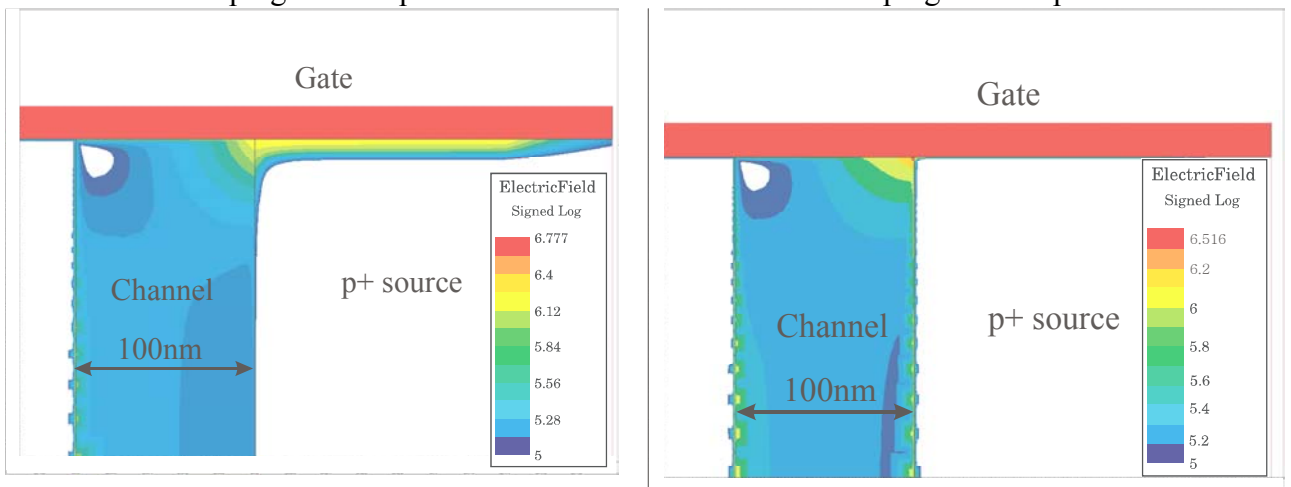 Gate
ElectricField
Signed Log
6.777
6.4
6.12
5.84
5.56
5.28
5
p+ source
Channel
100nm
Gate
ElectricField
Signed Log
6.516
6.2
6
5.8
5.6
5.4
5.2
5
p+ source
Channel
100nm